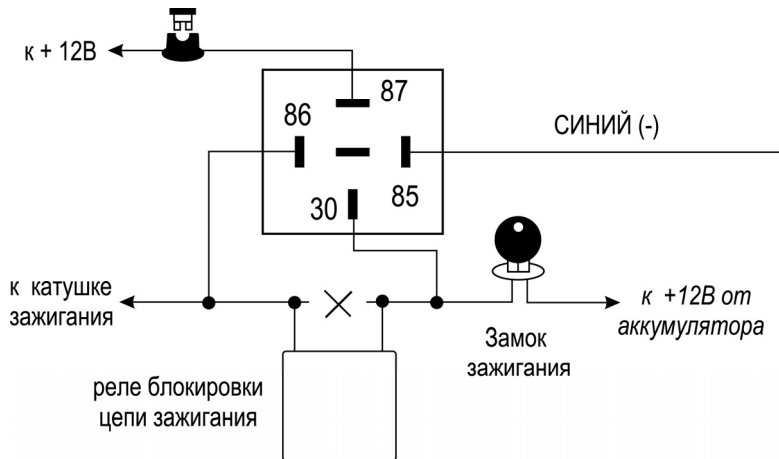 к + 12В
87
86
СИНИЙ (-)
85
30
к катушке
зажигания
к +12В от
аккумулятора
Замок
зажигания
реле блокировки
цепи зажигания